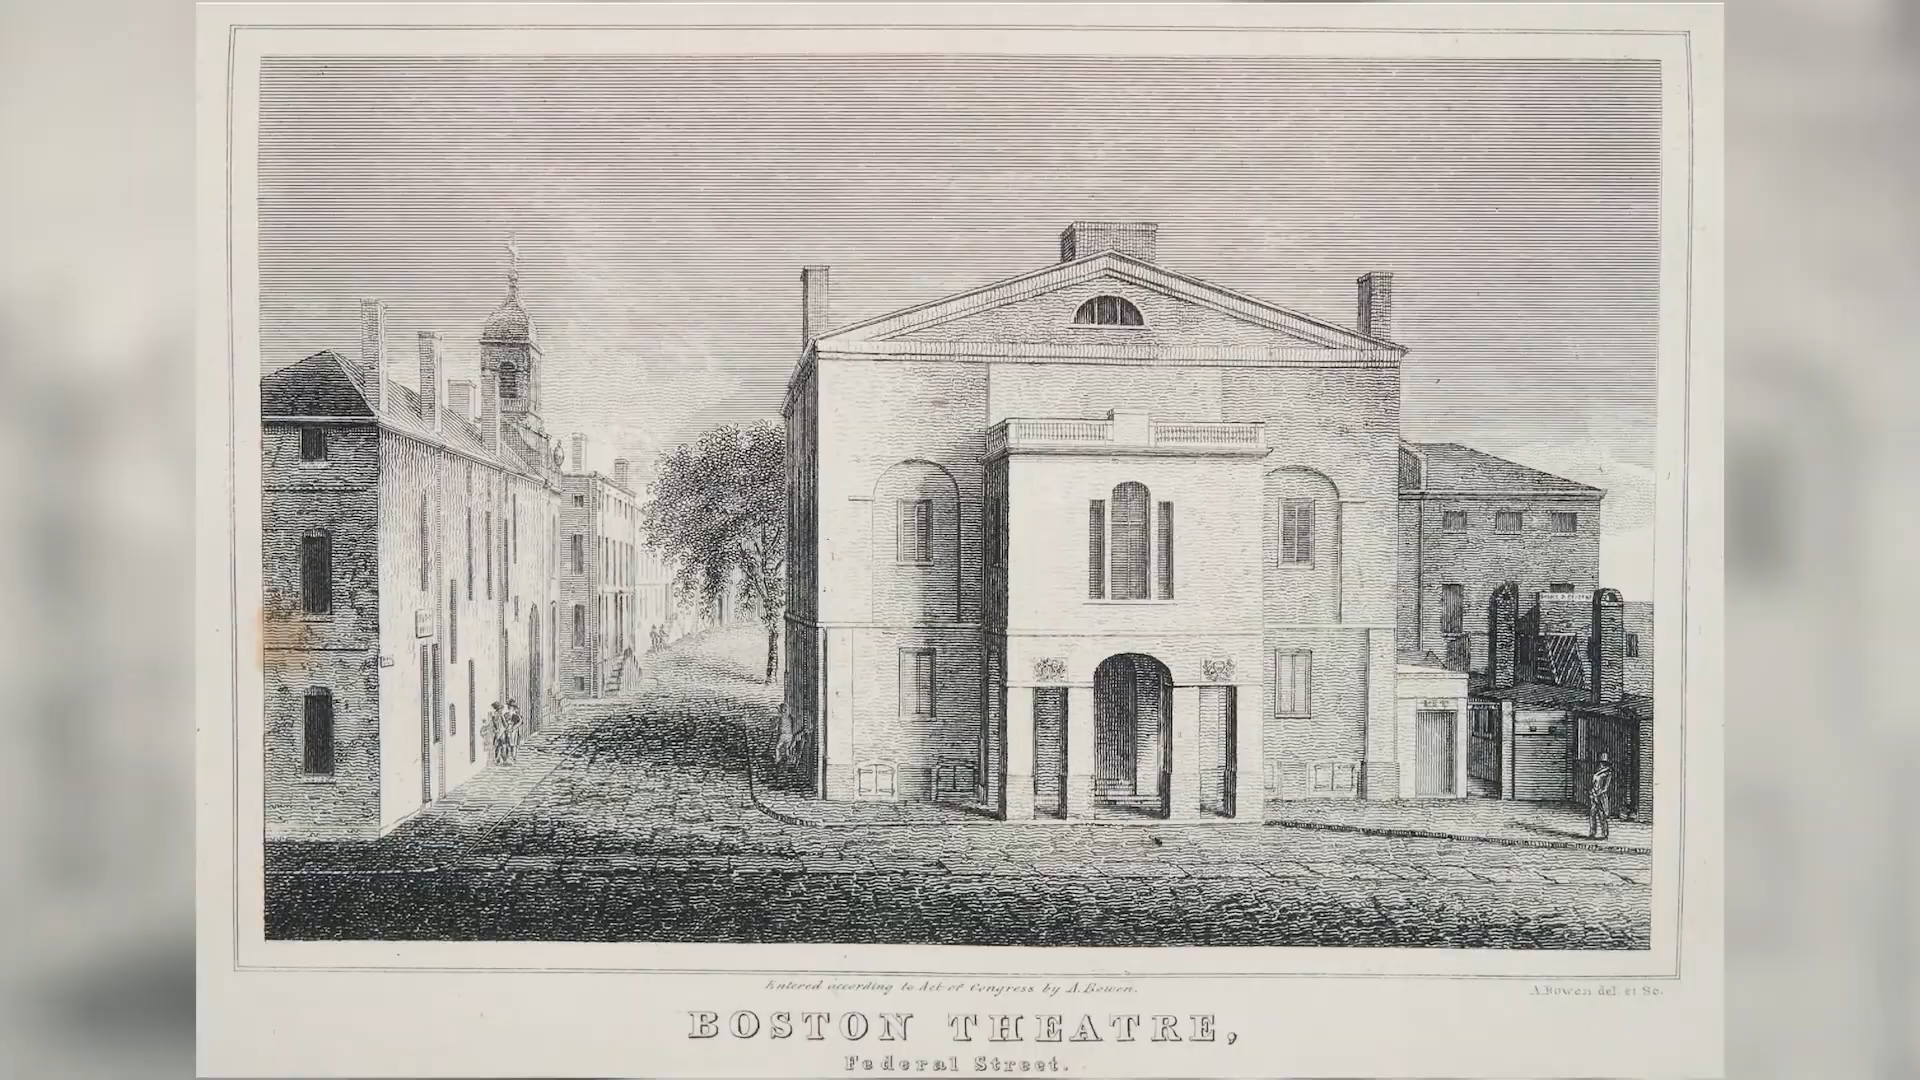 Entered according to Act of Congress by A. Bowen.
A. Bowen del. et Sc.
BOSTON THEATRE,
Federal Street.